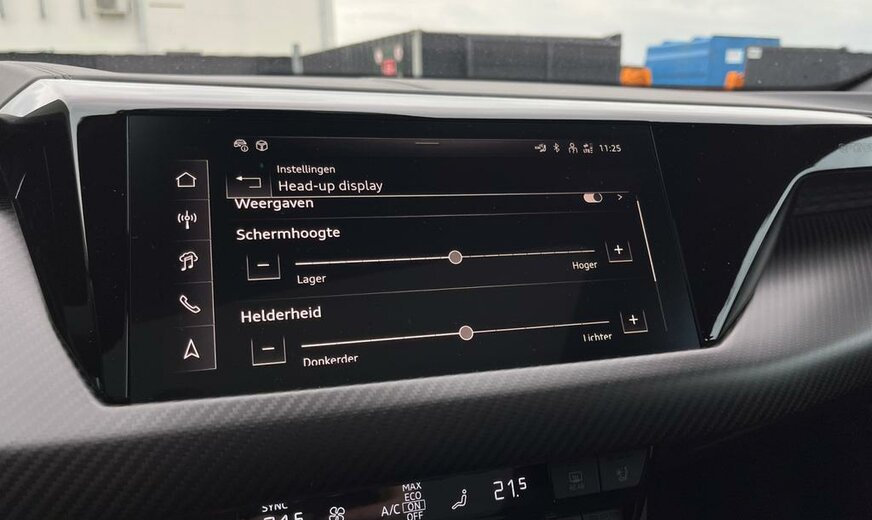 11:25
Instellingen
Head-up display
Weergaven
Schermhoogte
Lager
Hoger
Helderheid
Donkerder
Lichter
SYNC
MAX
ECO
A/C ON
OFF
21.5